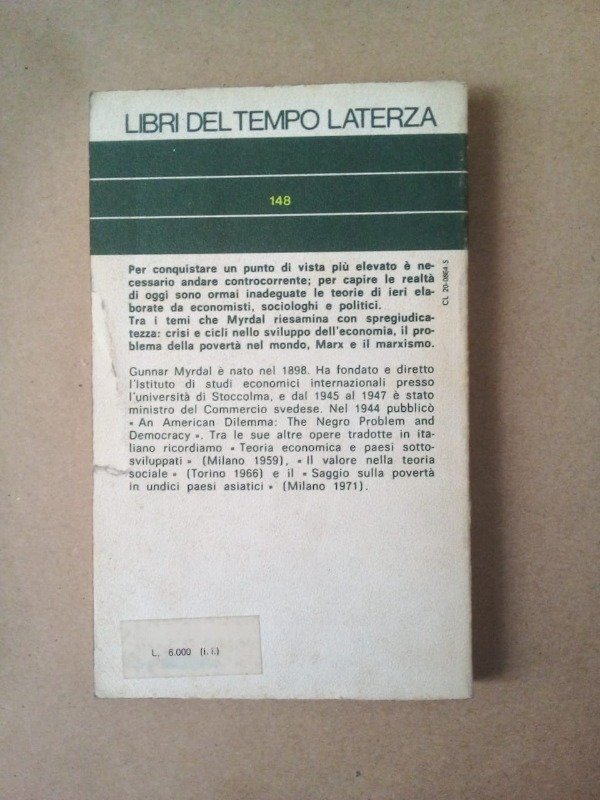 LIBRI DEL TEMPO LATERZA
148
Per conquistare un punto di vista più elevato è ne-
cessario andare controcorrente; per capire le realtà
di oggi sono ormai inadeguate le teorie di ieri ela-
borate da economisti, sociologhi e politici.
Tra i temi che Myrdal riesamina con spregiudica-
tezza: crisi e cicli nello sviluppo dell'economia, il pro-
blema della povertà nel mondo, Marx e il marxismo.
CL 20-0864-5
Gunnar Myrdal è nato nel 1898. Ha fondato e diretto
l'Istituto di studi economici internazionali presso
l'università di Stoccolma, e dal 1945 al 1947 è stato
ministro del Commercio svedese. Nel 1944 pubblicò
« An American Dilemma: The Negro Problem and
Democracy ». Tra le sue altre opere tradotte in ita-
liano ricordiamo « Teoria economica e paesi sotto-
sviluppati » (Milano 1959), « Il valore nella teoria
sociale » (Torino 1966) e il « Saggio sulla povertà
in undici paesi asiatici » (Milano 1971).
L. 6.000 (i. i.)